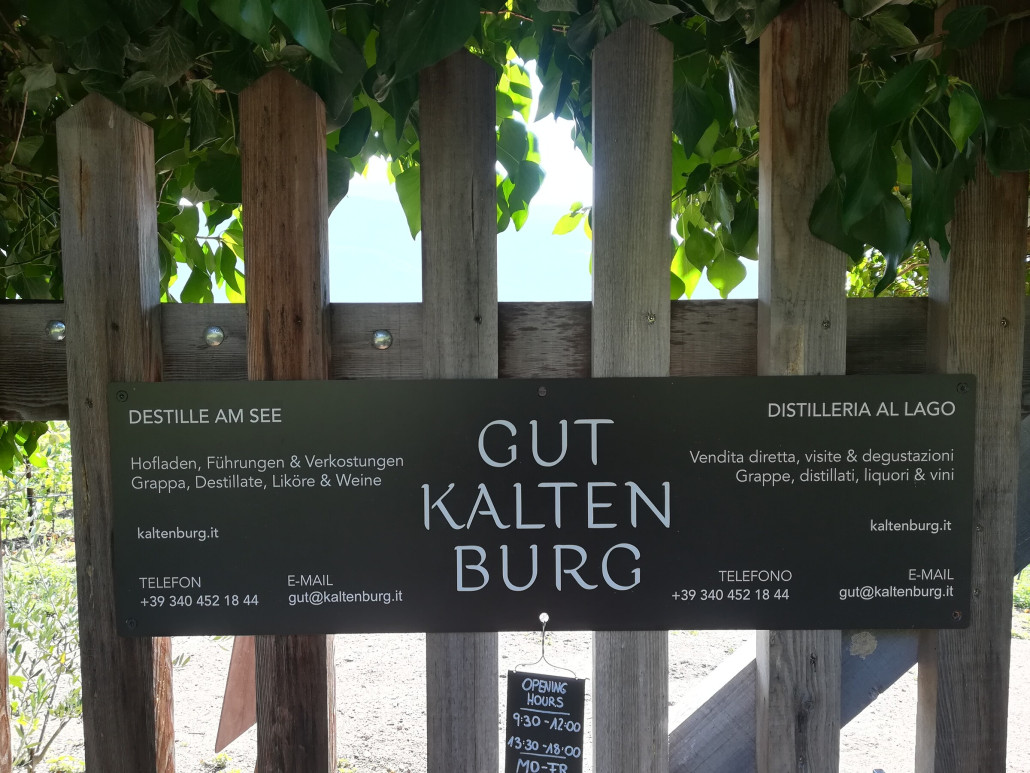 DESTILLE AM SEE
Hofladen, Führungen & Verkostungen
Grappa, Destillate, Liköre & Weine
kaltenburg.it
TELEFON
+39 340 452 18 44
E-MAIL
gut@kaltenburg.it
GUT
KALTEN
BURG
DISTILLERIA AL LAGO
Vendita diretta, visite & degustazioni
Grappe, distillati, liquori & vini
kaltenburg.it
TELEFONO
+39 340 452 18 44
E-MAIL
gut@kaltenburg.it
OPENING
HOURS
9:30-12:00
13:30-18:00
MO-FR